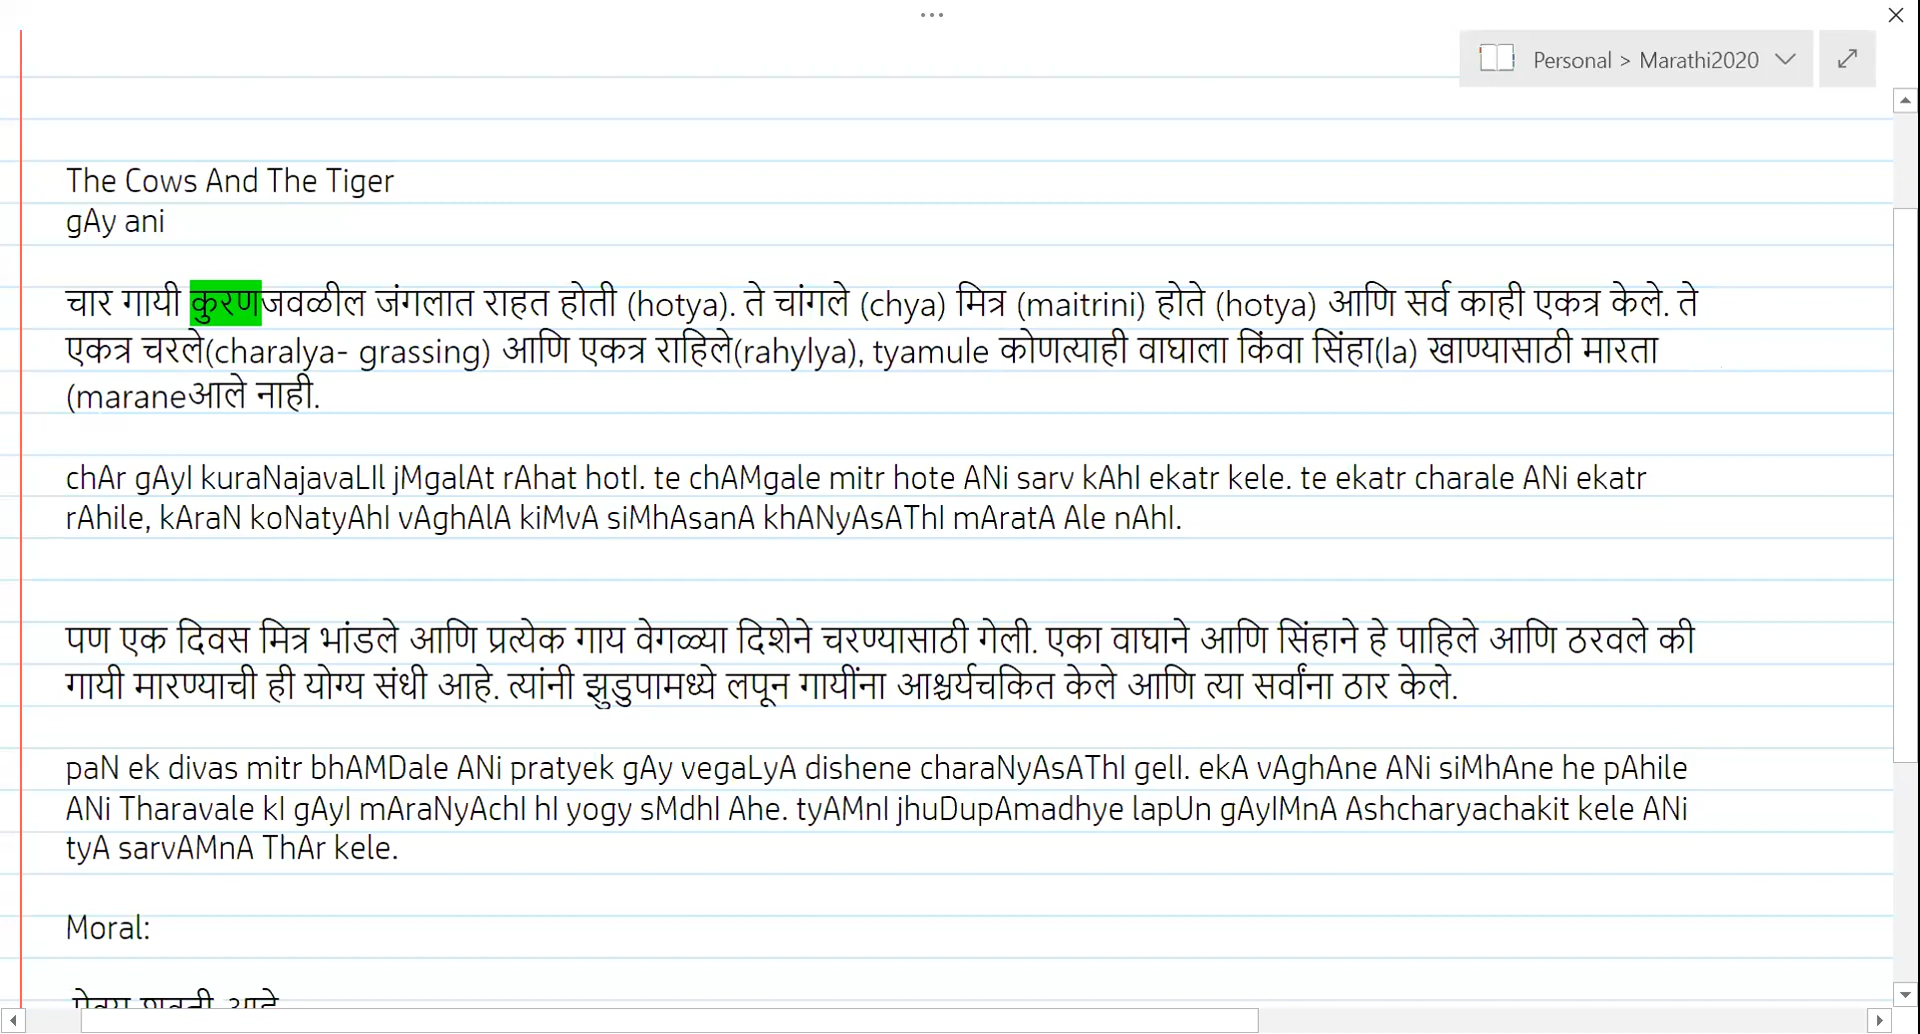 Personal > Marathi2020
The Cows And The Tiger
gAy ani
चार गायी कुरणजवळील जंगलात राहत होती (hotya). ते चांगले (chya) मित्र (maitrini) होते (hotya) आणि सर्व काही एकत्र केले. ते
एकत्र चरले(charalya- grassing) आणि एकत्र राहिले(rahylya), tyamule कोणत्याही वाघाला किंवा सिंहा(la) खाण्यासाठी मारता
(maraneआले नाही.
chAr gAyI kuraNajavaLIl jMgalAt rAhat hotI. te chAMgale mitr hote ANi sarv kAhI ekatr kele. te ekatr charale ANi ekatr
rAhile, kAraN koNatyAhI vAghAlA kiMvA siMhAsanA khANyAsAThI mAratA Ale nAhI.
पण एक दिवस मित्र भांडले आणि प्रत्येक गाय वेगळ्या दिशेने चरण्यासाठी गेली. एका वाघाने आणि सिंहाने हे पाहिले आणि ठरवले की
गायी मारण्याची ही योग्य संधी आहे. त्यांनी झुडुपामध्ये लपून गायींना आश्चर्यचकित केले आणि त्या सर्वांना ठार केले.
paN ek divas mitr bhAMDale ANi pratyek gAy vegaLyA dishene charaNyAsAThI gelI. ekA vAghAne ANi siMhAne he pAhile
ANi Tharavale kI gAyI mAraNyAchI hI yogy sMdhI Ahe. tyAMnI jhuDupAmadhye lapUn gAyIMnA Ashcharyachakit kele ANi
tyA sarvAMnA ThAr kele.
Moral: